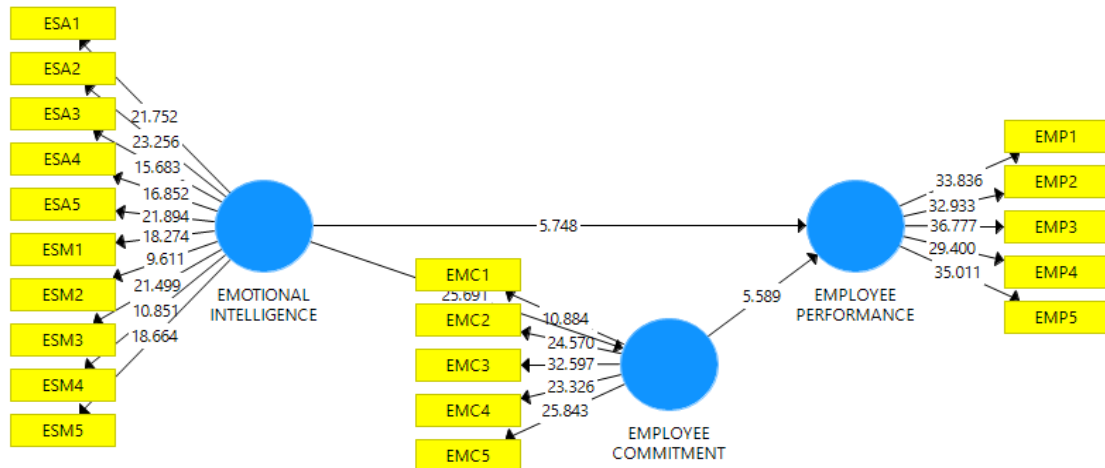 ESA1
ESA2
ESA3
ESA4
ESA5
ESM1
ESM2
ESM3
ESM4
ESM5
21.752
23.256
15.683
16.852
21.894
18.274
9.611
21.499
10.851
18.664
EMOTIONAL
INTELLIGENCE
5.748
25.691
5.589
EMC1
EMC2
EMC3
EMC4
EMC5
10.884
24.570
32.597
23.326
25.843
EMPLOYEE
COMMITMENT
EMPLOYEE
PERFORMANCE
33.836
32.933
36.777
29.400
35.011
EMP1
EMP2
EMP3
EMP4
EMP5